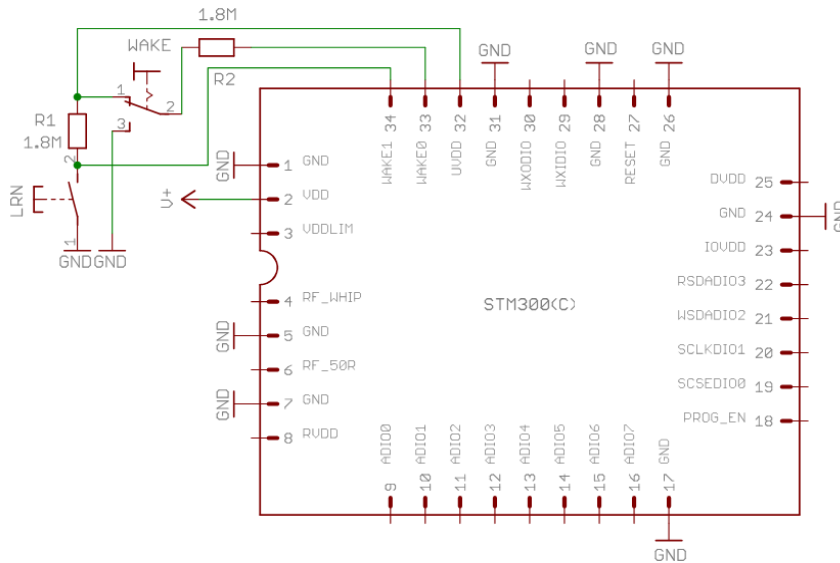 1.8M
WAKE
1
2
3
R2
R1
1.8M
2
LRN
1
GND
GND
GND
GND
GND
34
33
32
31
30
29
28
27
26
WAKE1
WAKE0
UVDD
GND
WXODIO
WXIDIO
GND
RESET
GND
GND
1 GND
V+
2 VDD
3 VDDLIM
4 RF_WHIP
GND
5 GND
6 RF_50R
GND
7 GND
8 RVDD
STM300(C)
DVDD 25
GND 24
GND
IOVDD 23
RSDADIO3 22
WSDADIO2 21
SCLKDIO1 20
SCSEDIO0 19
PROG_EN 18
ADIO0
ADIO1
ADIO2
ADIO3
ADIO4
ADIO5
ADIO6
ADIO7
GND
9
10
11
12
13
14
15
16
17
GND